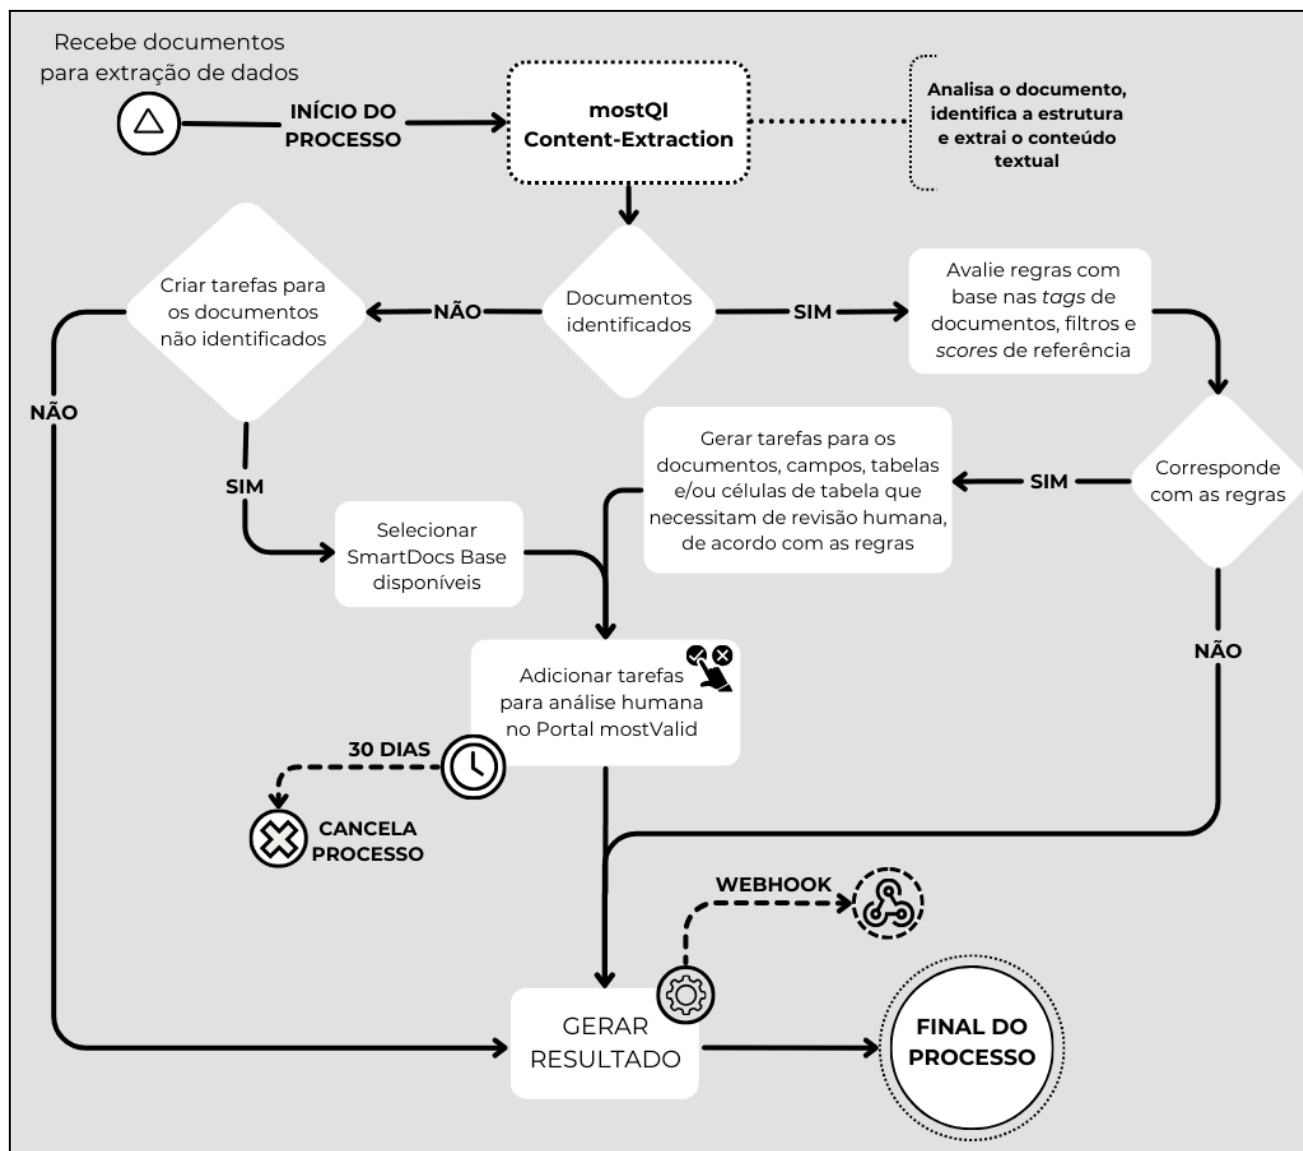 Recebe documentos
para extração de dados
INÍCIO DO
PROCESSO
mostQI
Content-Extraction
Analisa o documento,
identifica a estrutura
e extrai o conteúdo
textual
Criar tarefas para
os documentos
não identificados
NÃO
Documentos
identificados
SIM
Avalie regras com
base nas tags de
documentos, filtros e
scores de referência
NÃO
SIM
Selecionar
SmartDocs Base
disponíveis
Gerar tarefas para os
documentos, campos, tabelas
e/ou células de tabela que
necessitam de revisão humana,
de acordo com as regras
SIM
Corresponde
com as regras
NÃO
Adicionar tarefas
para análise humana
no Portal mostValid
30 DIAS
CANCELA
PROCESSO
WEBHOOK
GERAR
RESULTADO
FINAL DO
PROCESSO